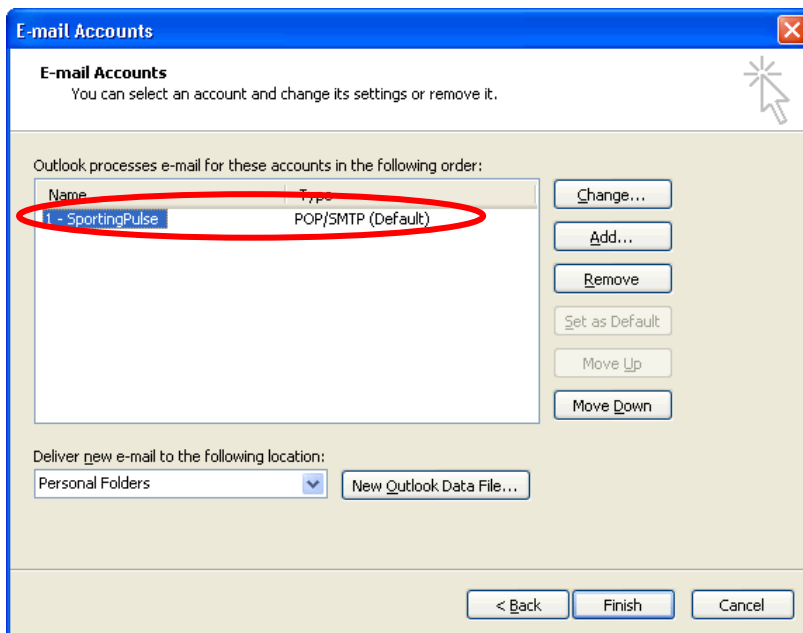 E-mail Accounts
E-mail Accounts
You can select an account and change its settings or remove it.
Outlook processes e-mail for these accounts in the following order:
Name Type
1 - SportingPulse POP/SMTP (Default)
Change...
Add...
Remove
Set as Default
Move Up
Move Down
Deliver new e-mail to the following location:
Personal Folders
New Outlook Data File...
< Back Finish Cancel